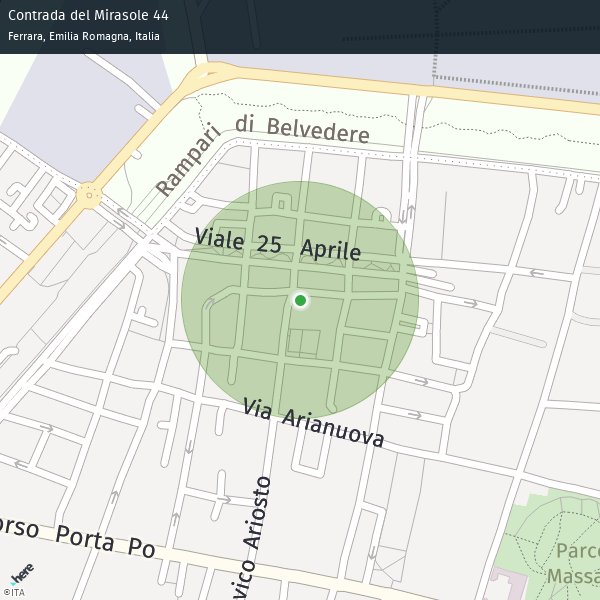 Contrada del Mirasole 44
Ferrara, Emilia Romagna, Italia
Rampari di Belvedere
Viale 25 Aprile
Via Arianuova
orso Porta Po
vico Ariosto
Parco
Massa
here
©ITA